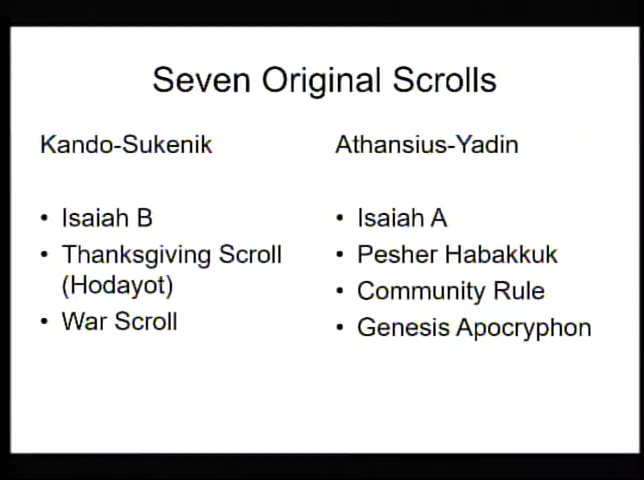 Seven Original Scrolls
Kando-Sukenik
• Isaiah B
• Thanksgiving Scroll
(Hodayot)
• War Scroll
Athansius-Yadin
• Isaiah A
• Pesher Habakkuk
• Community Rule
• Genesis Apocryphon